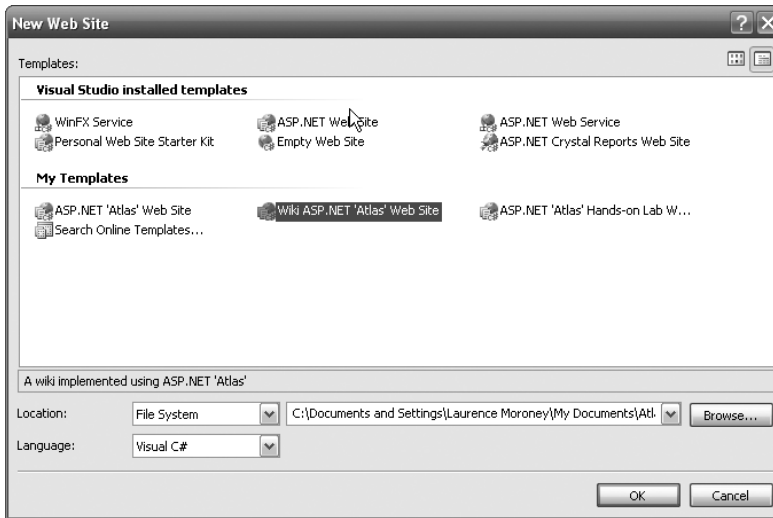 New Web Site
Templates:
Visual Studio installed templates
WinFX Service ASP.NET Web Site ASP.NET Web Service
Personal Web Site Starter Kit Empty Web Site ASP.NET Crystal Reports Web Site
My Templates
ASP.NET 'Atlas' Web Site Wiki ASP.NET 'Atlas' Web Site ASP.NET 'Atlas' Hands-on Lab W...
Search Online Templates...
A wiki implemented using ASP.NET 'Atlas'
Location: File System C:\Documents and Settings\Laurence Moroney\My Documents\Atl Browse...
Language: Visual C#
OK Cancel